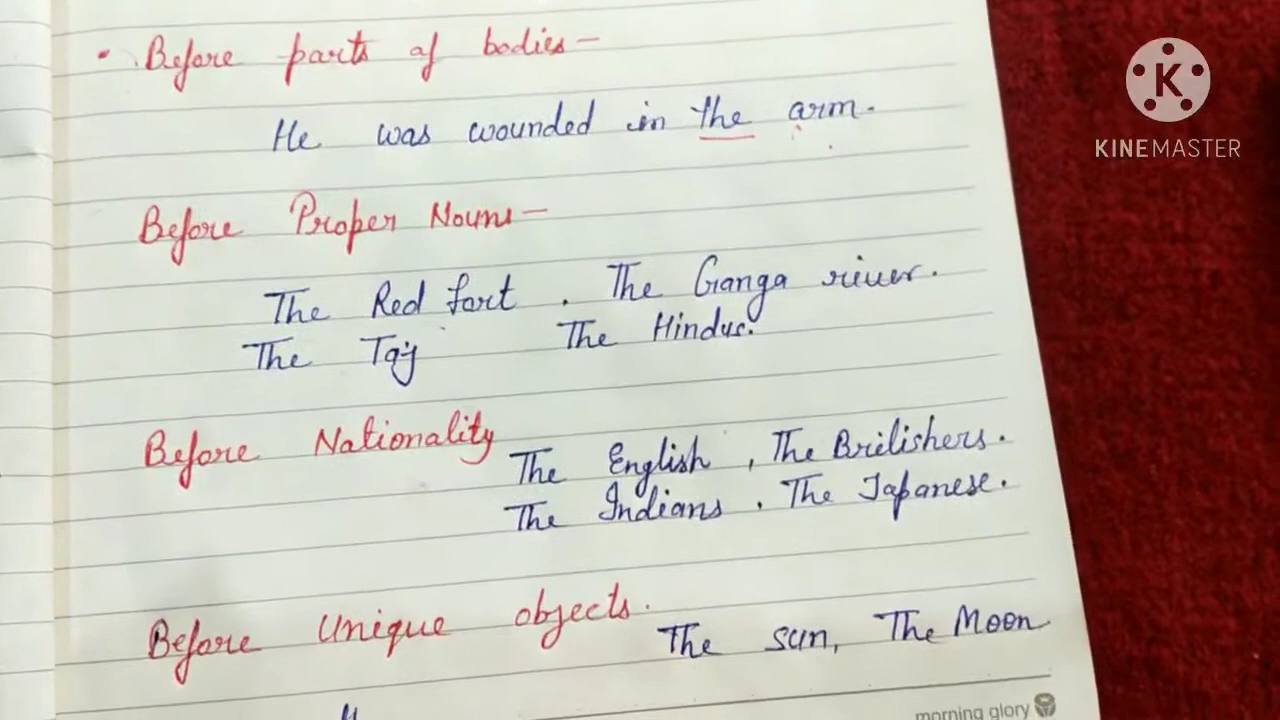 • Before parts of bodies –
He was wounded in the arm.
Before Proper Nouns –
The Red fort . The Ganga river.
The Taj The Hindus.
Before Nationality
The English , The Britishers.
The Indians . The Japanese.
Before Unique objects.
The sun, The Moon
morning glory
K
KINEMASTER